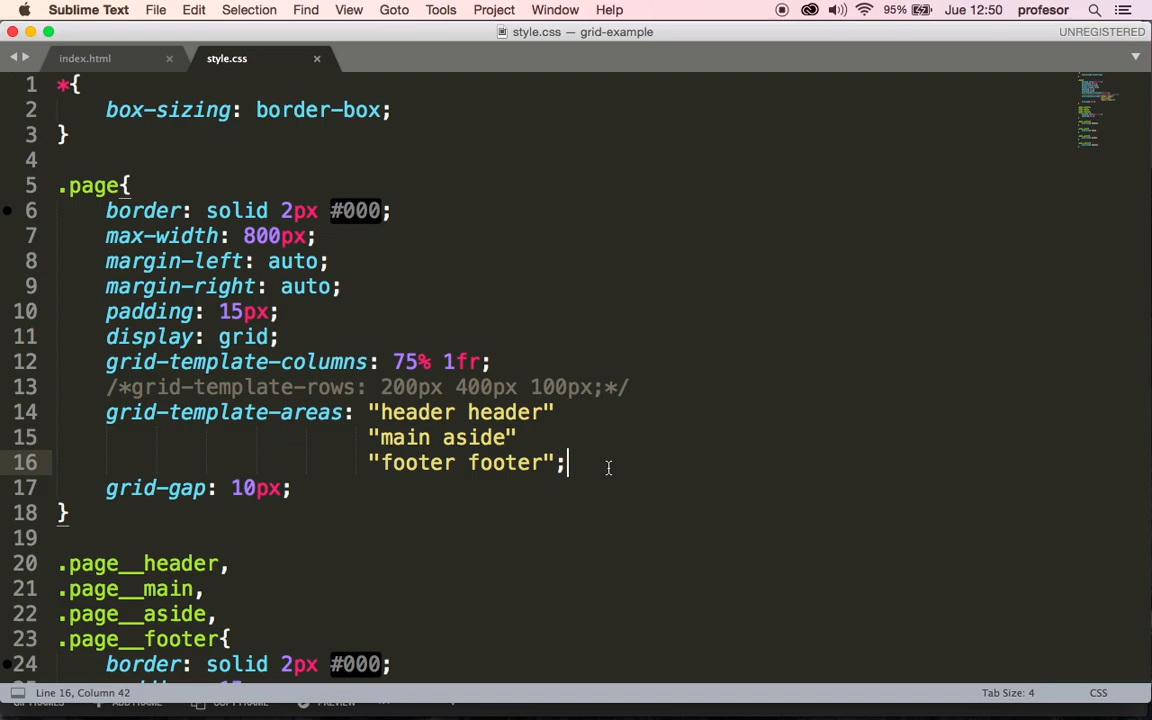 Sublime Text File Edit Selection Find View Goto Tools Project Window Help 95% Jue 12:50 profesor
style.css — grid-example UNREGISTERED
index.html style.css
1 *{
2 box-sizing: border-box;
3 }
4
5 .page{
6 border: solid 2px #000;
7 max-width: 800px;
8 margin-left: auto;
9 margin-right: auto;
10 padding: 15px;
11 display: grid;
12 grid-template-columns: 75% 1fr;
13 /*grid-template-rows: 200px 400px 100px;*/
14 grid-template-areas: "header header"
15 "main aside"
16 "footer footer";
17 grid-gap: 10px;
18 }
19
20 .page__header,
21 .page__main,
22 .page__aside,
23 .page__footer{
24 border: solid 2px #000;
Line 16, Column 42 Tab Size: 4 CSS